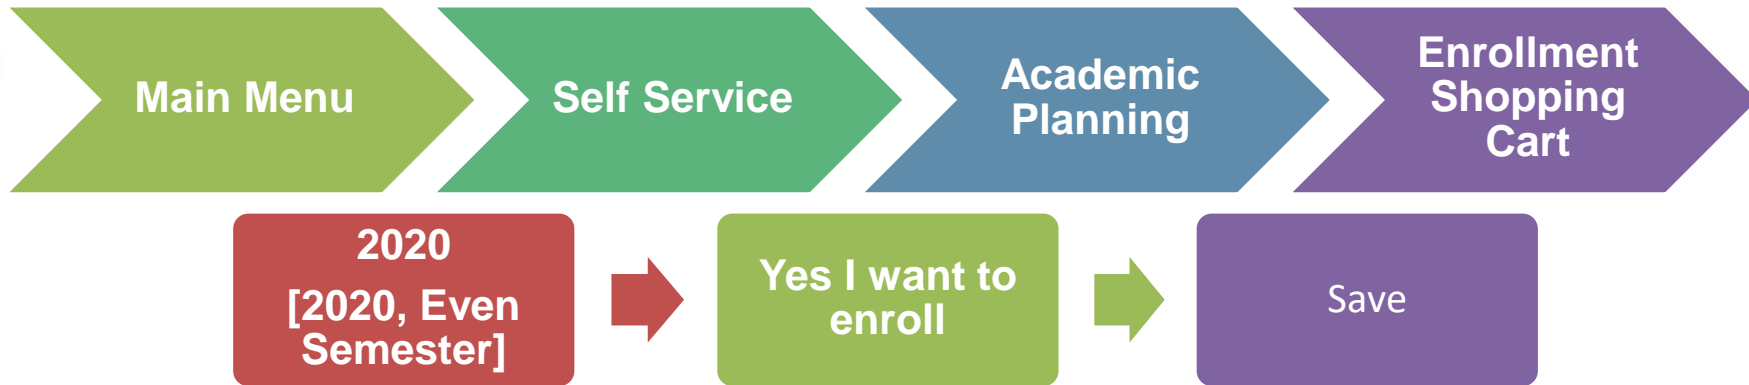 Main Menu
Self Service
Academic
Planning
Enrollment
Shopping
Cart
2020
[2020, Even
Semester]
Yes I want to
enroll
Save